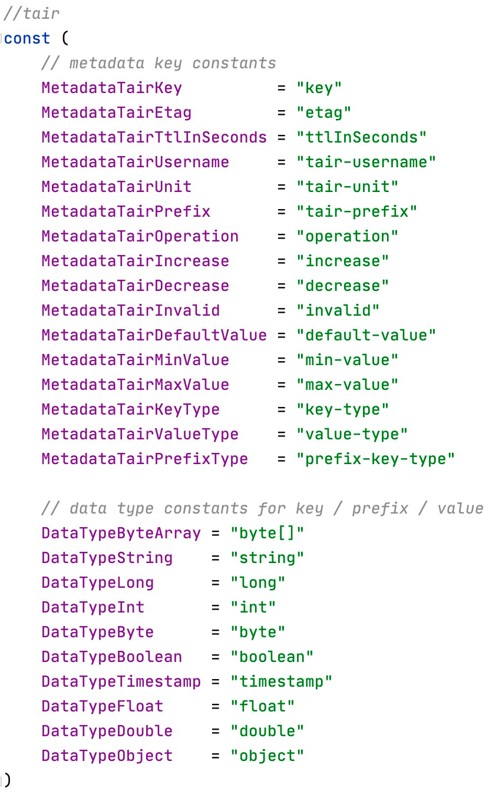 //tair
const (
    // metadata key constants
    MetadataTairKey          = "key"
    MetadataTairEtag         = "etag"
    MetadataTairTtlInSeconds = "ttlInSeconds"
    MetadataTairUsername     = "tair-username"
    MetadataTairUnit         = "tair-unit"
    MetadataTairPrefix       = "tair-prefix"
    MetadataTairOperation    = "operation"
    MetadataTairIncrease     = "increase"
    MetadataTairDecrease     = "decrease"
    MetadataTairInvalid      = "invalid"
    MetadataTairDefaultValue = "default-value"
    MetadataTairMinValue     = "min-value"
    MetadataTairMaxValue     = "max-value"
    MetadataTairKeyType      = "key-type"
    MetadataTairValueType    = "value-type"
    MetadataTairPrefixType   = "prefix-key-type"

    // data type constants for key / prefix / value
    DataTypeByteArray = "byte[]"
    DataTypeString    = "string"
    DataTypeLong      = "long"
    DataTypeInt       = "int"
    DataTypeByte      = "byte"
    DataTypeBoolean   = "boolean"
    DataTypeTimestamp = "timestamp"
    DataTypeFloat     = "float"
    DataTypeDouble    = "double"
    DataTypeObject    = "object"
)